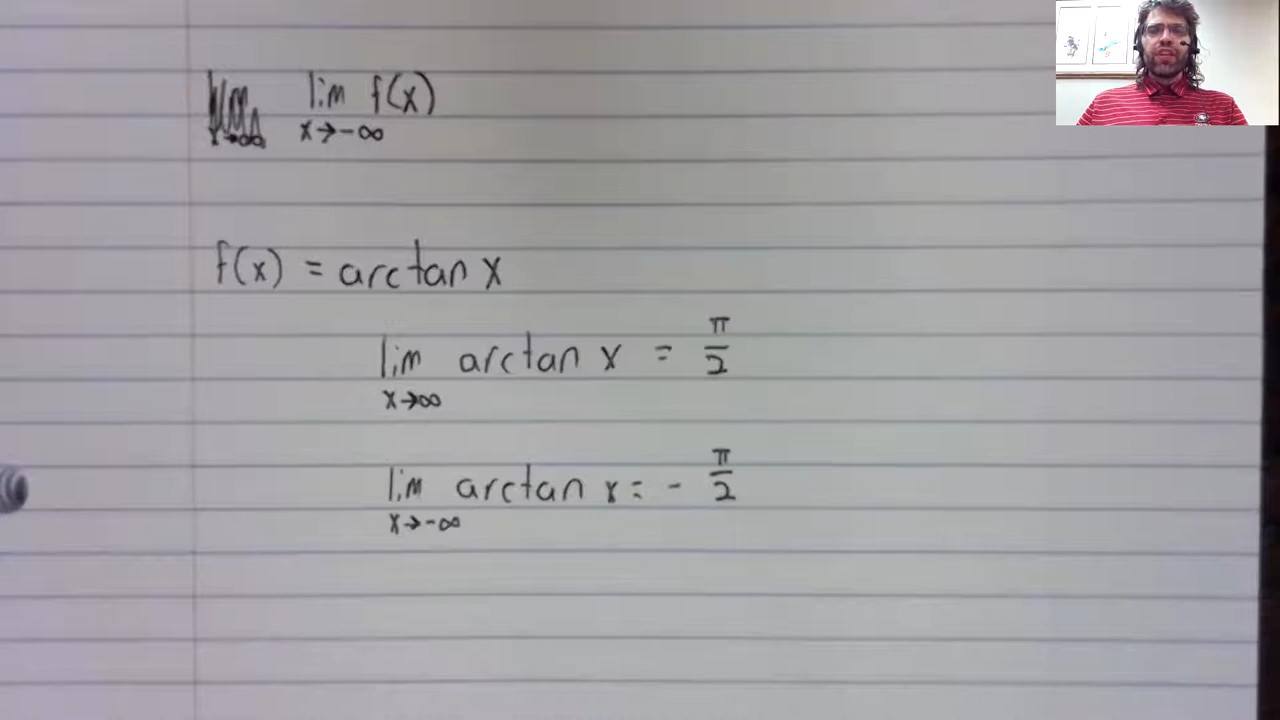 lim f(x)
x→-∞
f(x) = arctan x
lim arctan x = π/2
x→∞
lim arctan x = - π/2
x→-∞